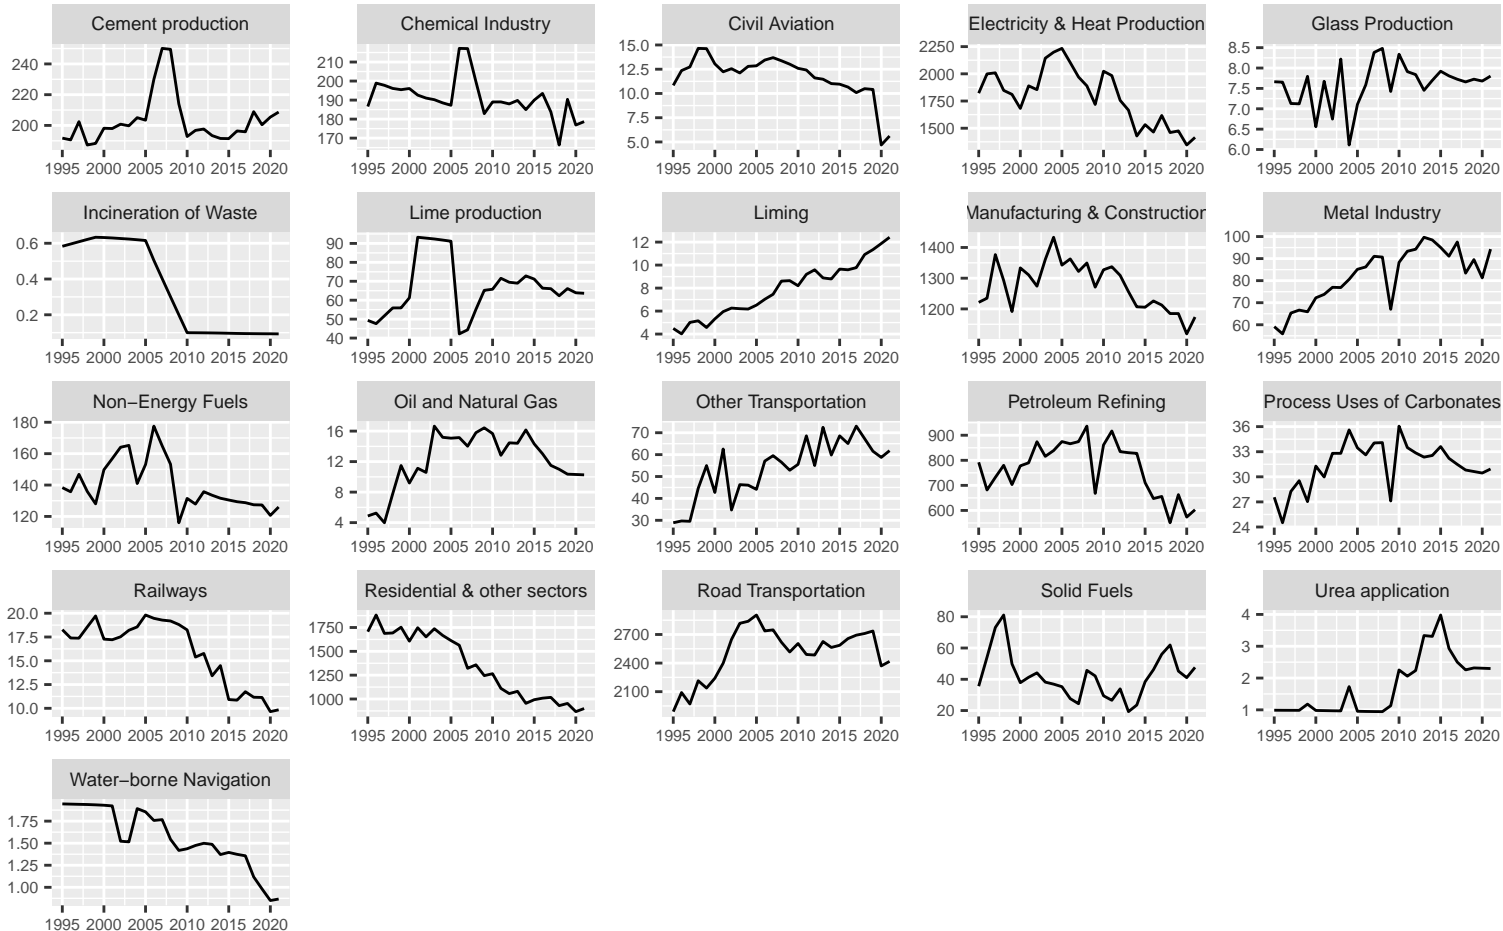 Cement production
Chemical Industry
Civil Aviation
Electricity & Heat Production
Glass Production
240
220
200
1995 2000 2005 2010 2015 2020
210
200
190
180
170
1995 2000 2005 2010 2015 2020
15.0
12.5
10.0
7.5
5.0
1995 2000 2005 2010 2015 2020
2250
2000
1750
1500
1995 2000 2005 2010 2015 2020
8.5
8.0
7.5
7.0
6.5
6.0
1995 2000 2005 2010 2015 2020
Incineration of Waste
Lime production
Liming
Manufacturing & Construction
Metal Industry
0.6
0.4
0.2
1995 2000 2005 2010 2015 2020
90
80
70
60
50
40
1995 2000 2005 2010 2015 2020
12
10
8
6
4
1995 2000 2005 2010 2015 2020
1400
1300
1200
1995 2000 2005 2010 2015 2020
100
90
80
70
60
1995 2000 2005 2010 2015 2020
Non−Energy Fuels
Oil and Natural Gas
Other Transportation
Petroleum Refining
Process Uses of Carbonates
180
160
140
120
1995 2000 2005 2010 2015 2020
16
12
8
4
1995 2000 2005 2010 2015 2020
70
60
50
40
30
1995 2000 2005 2010 2015 2020
900
800
700
600
1995 2000 2005 2010 2015 2020
36
33
30
27
24
1995 2000 2005 2010 2015 2020
Railways
Residential & other sectors
Road Transportation
Solid Fuels
Urea application
20.0
17.5
15.0
12.5
10.0
1995 2000 2005 2010 2015 2020
1750
1500
1250
1000
1995 2000 2005 2010 2015 2020
2700
2400
2100
1995 2000 2005 2010 2015 2020
80
60
40
20
1995 2000 2005 2010 2015 2020
4
3
2
1
1995 2000 2005 2010 2015 2020
Water−borne Navigation
1.75
1.50
1.25
1.00
1995 2000 2005 2010 2015 2020